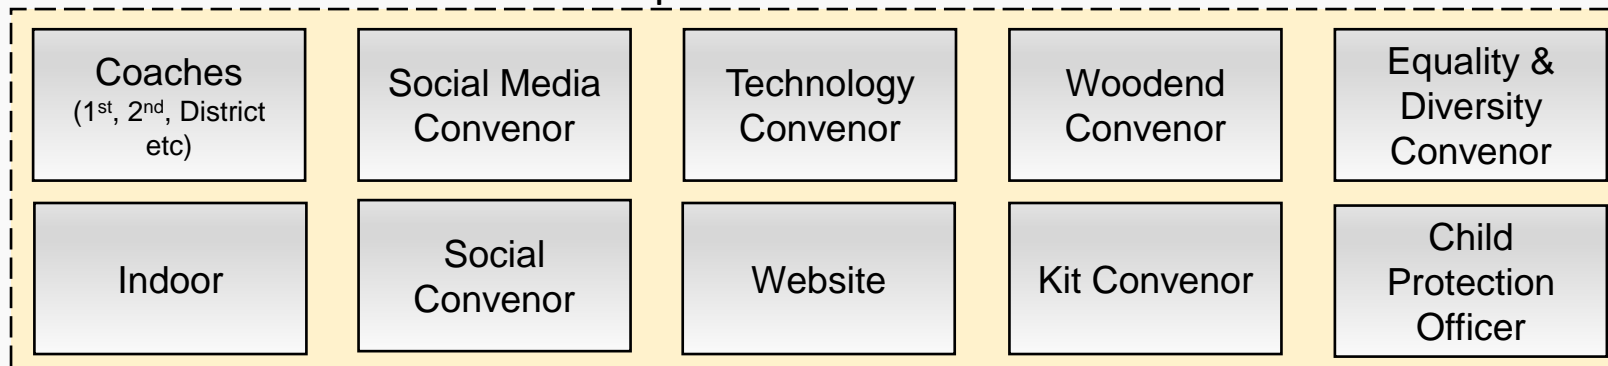 Coaches
(1st, 2nd, District
etc)
Social Media
Convenor
Technology
Convenor
Woodend
Convenor
Equality &
Diversity
Convenor
Indoor
Social
Convenor
Website
Kit Convenor
Child
Protection
Officer